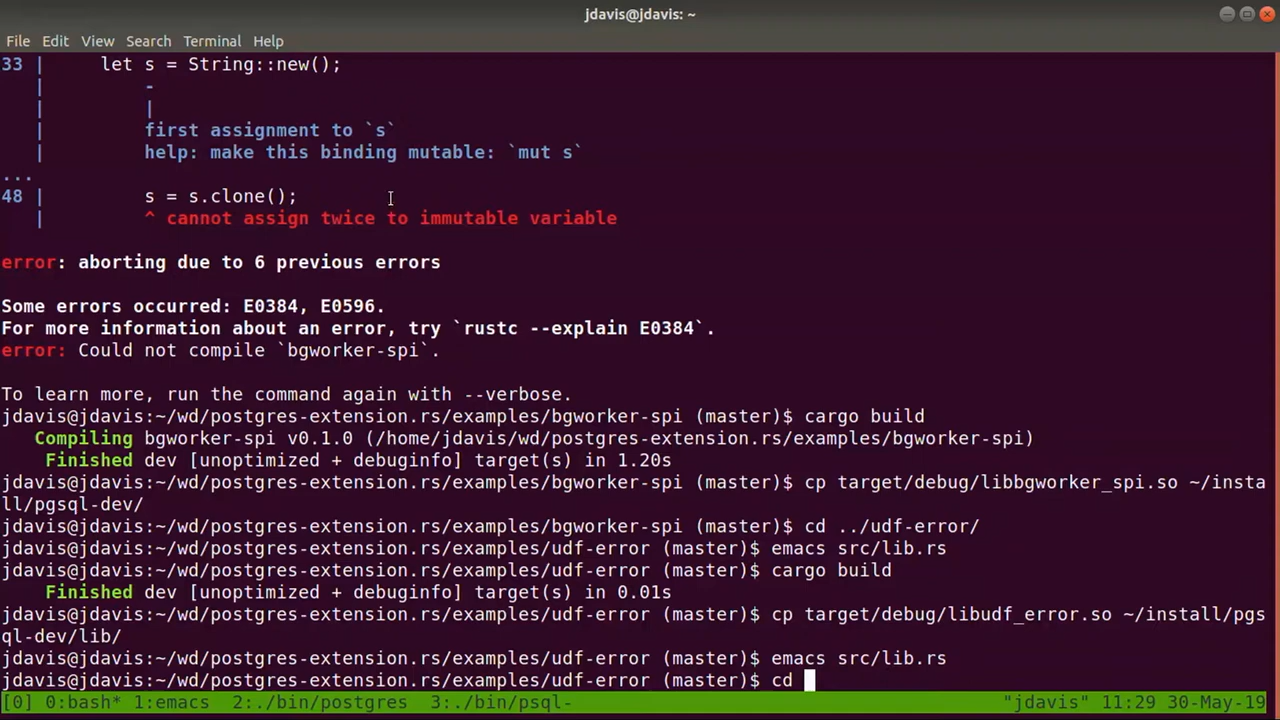 jdavis@jdavis: ~
File Edit View Search Terminal Help
33 |     let s = String::new();
   |         -
   |         |
   |         first assignment to `s`
   |         help: make this binding mutable: `mut s`
...
48 |         s = s.clone();
   |         ^ cannot assign twice to immutable variable
error: aborting due to 6 previous errors
Some errors occurred: E0384, E0596.
For more information about an error, try `rustc --explain E0384`.
error: Could not compile `bgworker-spi`.
To learn more, run the command again with --verbose.
jdavis@jdavis:~/wd/postgres-extension.rs/examples/bgworker-spi (master)$ cargo build
   Compiling bgworker-spi v0.1.0 (/home/jdavis/wd/postgres-extension.rs/examples/bgworker-spi)
    Finished dev [unoptimized + debuginfo] target(s) in 1.20s
jdavis@jdavis:~/wd/postgres-extension.rs/examples/bgworker-spi (master)$ cp target/debug/libbgworker_spi.so ~/insta
ll/pgsql-dev/
jdavis@jdavis:~/wd/postgres-extension.rs/examples/bgworker-spi (master)$ cd ../udf-error/
jdavis@jdavis:~/wd/postgres-extension.rs/examples/udf-error (master)$ emacs src/lib.rs
jdavis@jdavis:~/wd/postgres-extension.rs/examples/udf-error (master)$ cargo build
    Finished dev [unoptimized + debuginfo] target(s) in 0.01s
jdavis@jdavis:~/wd/postgres-extension.rs/examples/udf-error (master)$ cp target/debug/libudf_error.so ~/install/pgs
ql-dev/lib/
jdavis@jdavis:~/wd/postgres-extension.rs/examples/udf-error (master)$ emacs src/lib.rs
jdavis@jdavis:~/wd/postgres-extension.rs/examples/udf-error (master)$ cd
[0] 0:bash* 1:emacs  2:./bin/postgres  3:./bin/psql- "jdavis" 11:29 30-May-19